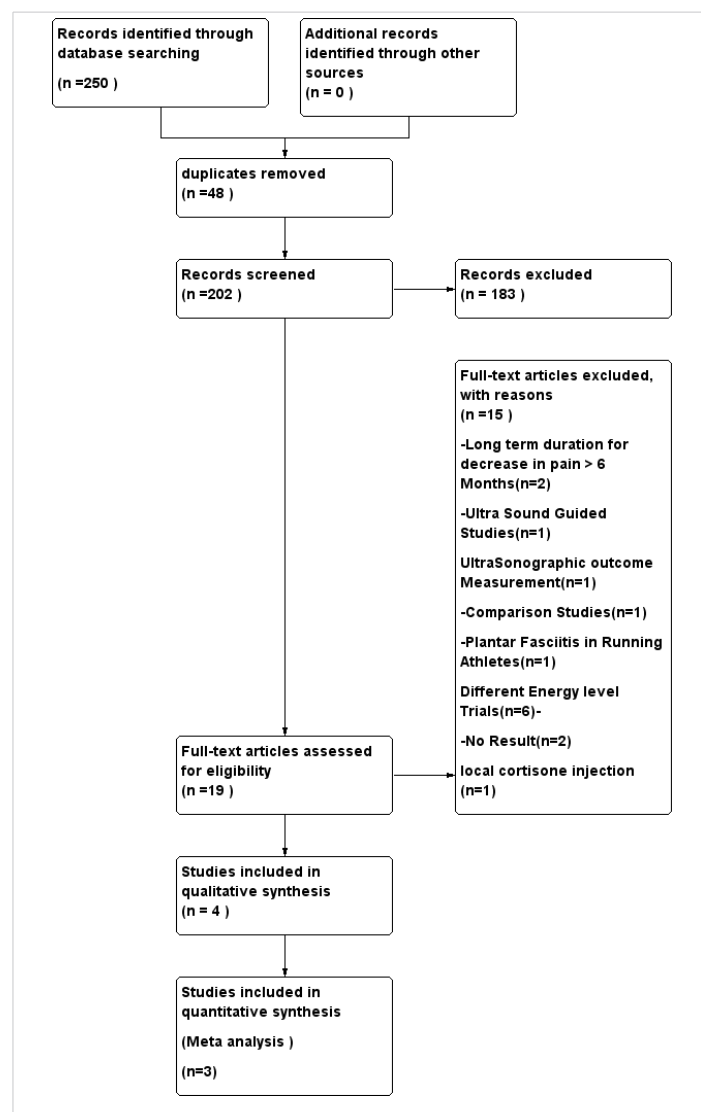 Records identified through
database searching
(n =250 )
Additional records
identified through other
sources
(n = 0 )
duplicates removed
(n =48 )
Records screened
(n =202 )
Records excluded
(n = 183 )
Full-text articles excluded,
with reasons
(n =15 )
-Long term duration for
decrease in pain > 6
Months(n=2)
-Ultra Sound Guided
Studies(n=1)
UltraSonographic outcome
Measurement(n=1)
-Comparison Studies(n=1)
-Plantar Fasciitis in Running
Athletes(n=1)
Different Energy level
Trials(n=6)-
-No Result(n=2)
local cortisone injection
(n=1)
Full-text articles assessed
for eligibility
(n =19 )
Studies included in
qualitative synthesis
(n = 4 )
Studies included in
quantitative synthesis
(Meta analysis )
(n=3)